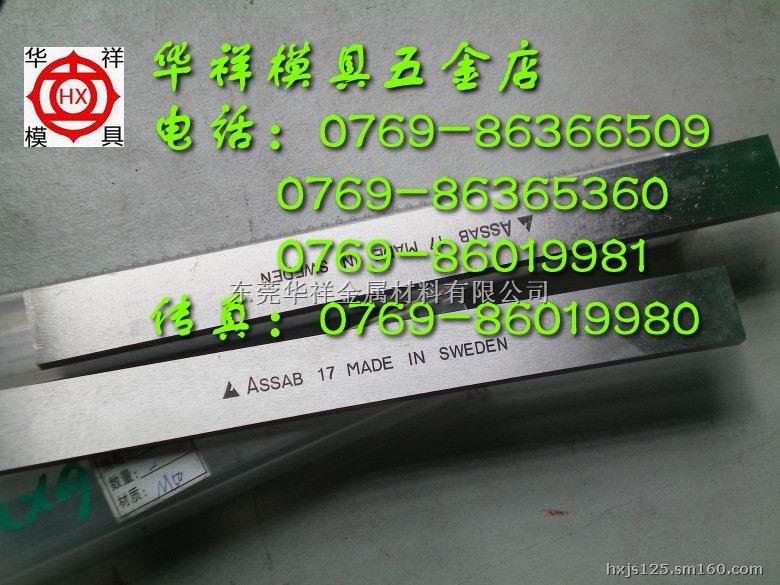 华祥
HX
模具
华祥模具五金店
电话：0769-86366509
0769-86365360
0769-86019981
传真：0769-86019980
ASSAB 17 MADE IN SWEDEN
东莞华祥金属材料有限公司
ASSAB 17 MADE IN SWEDEN
数量：
材质：
hxjs125.sm160.com